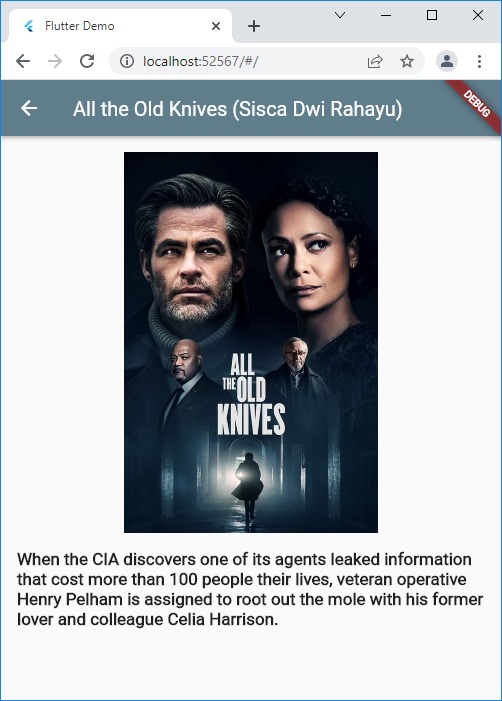 Flutter Demo
localhost:52567/#/
All the Old Knives (Sisca Dwi Rahayu)
DEBUG
ALL
THE OLD
KNIVES
When the CIA discovers one of its agents leaked information
that cost more than 100 people their lives, veteran operative
Henry Pelham is assigned to root out the mole with his former
lover and colleague Celia Harrison.